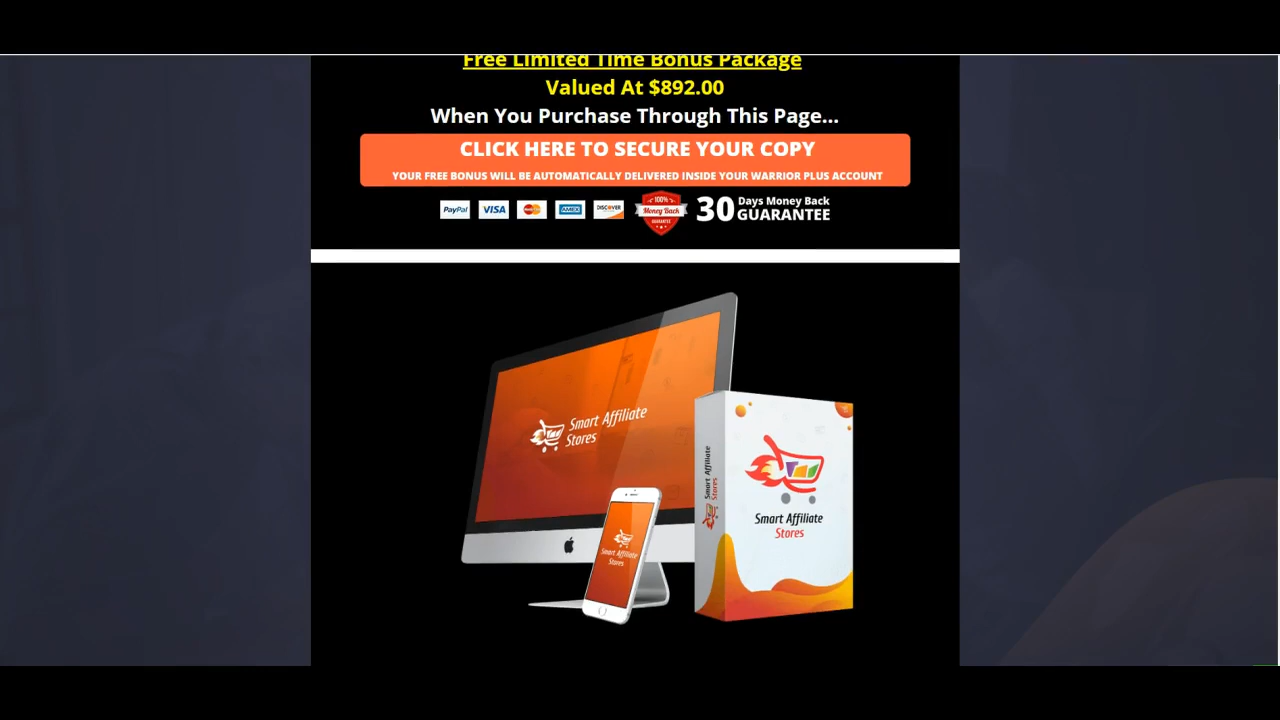 Free Limited Time Bonus Package
Valued At $892.00
When You Purchase Through This Page...
CLICK HERE TO SECURE YOUR COPY
YOUR FREE BONUS WILL BE AUTOMATICALLY DELIVERED INSIDE YOUR WARRIOR PLUS ACCOUNT
PayPal VISA MasterCard AMEX DISCOVER
100%
Money Back
GUARANTEE
30 Days Money Back
GUARANTEE
Smart Affiliate
Stores
Smart Affiliate
Stores
Smart Affiliate
Stores
Smart Affiliate
Stores